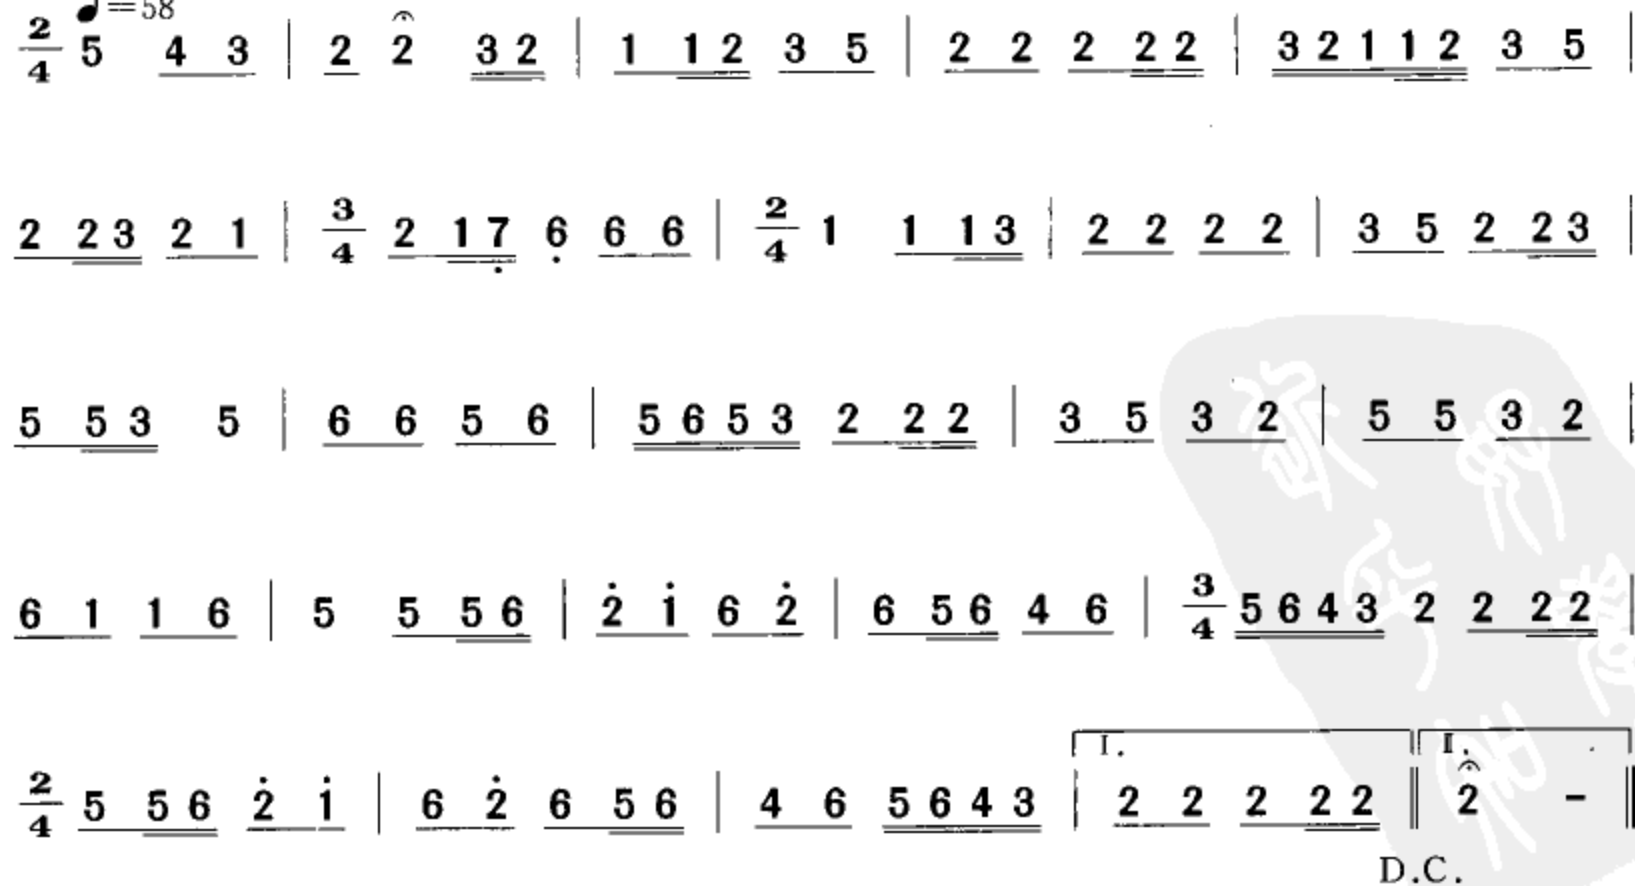 ♩=58
2/4 5 4 3 | 2 2 3 2 | 1 1 2 3 5 | 2 2 2 2 2 | 3 2 1 1 2 3 5 |
2 2 3 2 1 | 3/4 2 1 7̣ 6̣ 6 6 | 2/4 1 1 1 3 | 2 2 2 2 | 3 5 2 2 3 |
5 5 3 5 | 6 6 5 6 | 5 6 5 3 2 2 2 | 3 5 3 2 | 5 5 3 2 |
6 1 1 6 | 5 5 5 6 | 2̇ 1̇ 6 2̇ | 6 5 6 4 6 | 3/4 5 6 4 3 2 2 2 2 |
I. I.
2/4 5 5 6 2̇ 1̇ | 6 2̇ 6 5 6 | 4 6 5 6 4 3 | 2 2 2 2 2 ‖ 2 - ‖
D.C.